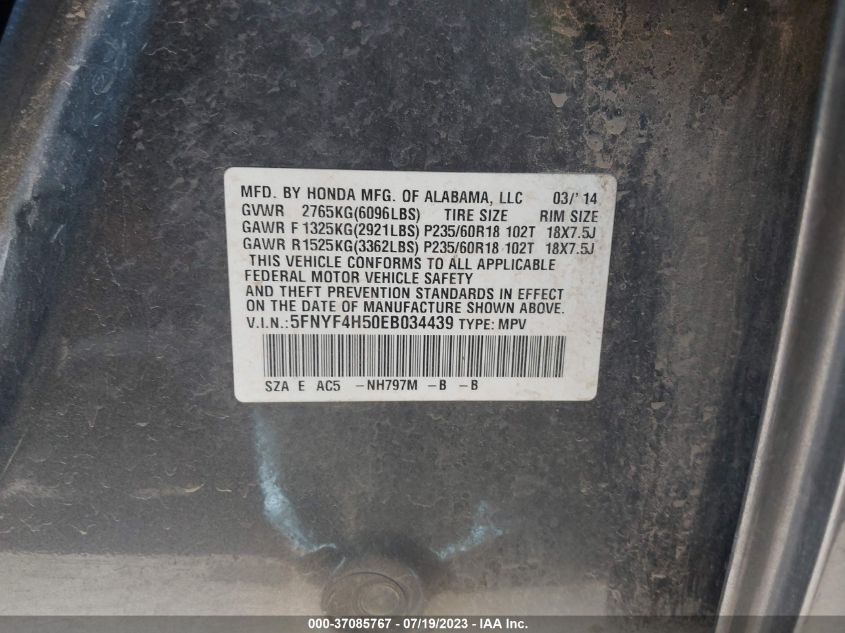 MFD. BY HONDA MFG. OF ALABAMA, LLC 03/'14
GVWR 2765KG(6096LBS) TIRE SIZE RIM SIZE
GAWR F 1325KG(2921LBS) P235/60R18 102T 18X7.5J
GAWR R1525KG(3362LBS) P235/60R18 102T 18X7.5J
THIS VEHICLE CONFORMS TO ALL APPLICABLE
FEDERAL MOTOR VEHICLE SAFETY
AND THEFT PREVENTION STANDARDS IN EFFECT
ON THE DATE OF MANUFACTURE SHOWN ABOVE.
V.I.N.:5FNYF4H50EB034439 TYPE: MPV
SZA E AC5 -NH797M -B -B
000-37085767 - 07/19/2023 - IAA Inc.